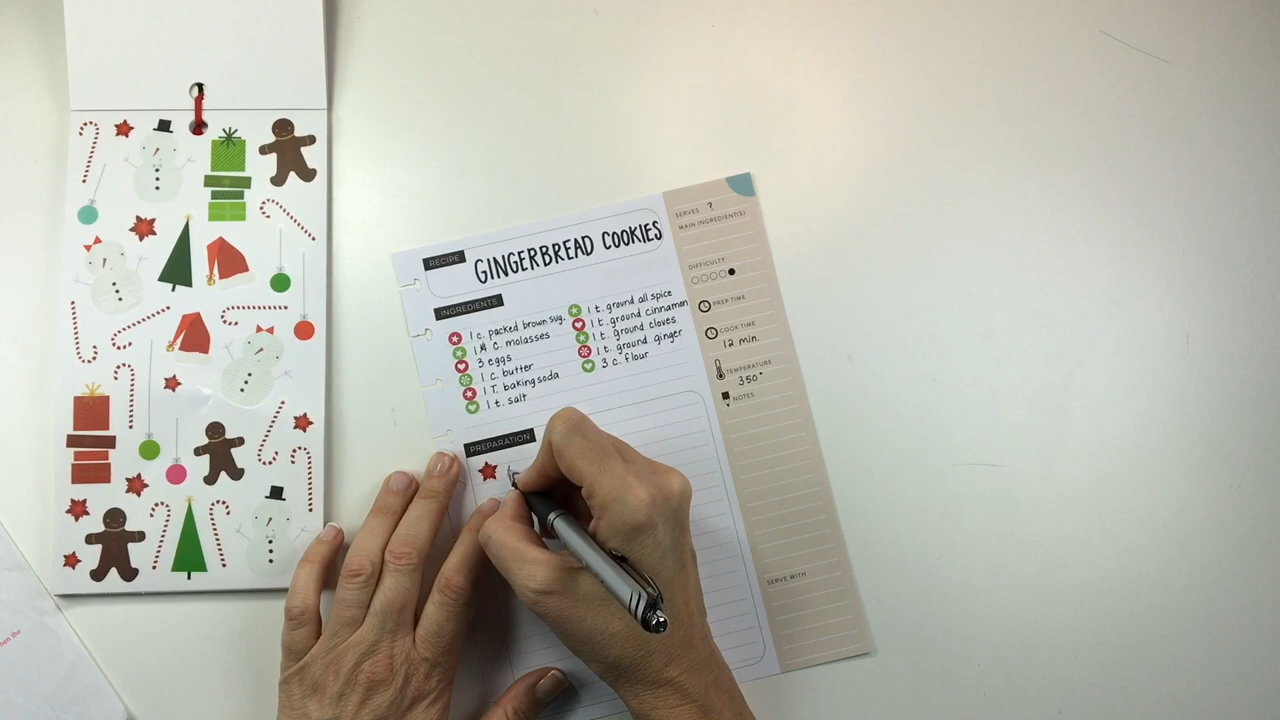 RECIPE
GINGERBREAD COOKIES
INGREDIENTS
1 c. packed brown sug.
c. molasses
3 eggs
1 c. butter
1 T. baking soda
1 t. salt
1 t. ground all spice
1 t. ground cinnamen
1 t. ground cloves
1 t. ground ginger
3 c. flour
PREPARATION
SERVES ?
MAIN INGREDIENT(S)
DIFFICULTY
PREP TIME
COOK TIME
12 min.
TEMPERATURE
350°
NOTES
SERVE WITH